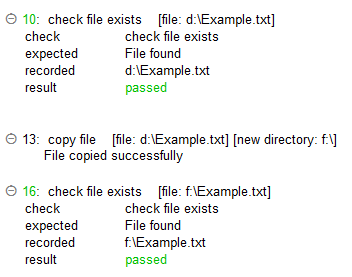 10: check file exists [file: d:\Example.txt]
check check file exists
expected File found
recorded d:\Example.txt
result passed
13: copy file [file: d:\Example.txt] [new directory: f:\]
File copied successfully
16: check file exists [file: f:\Example.txt]
check check file exists
expected File found
recorded f:\Example.txt
result passed